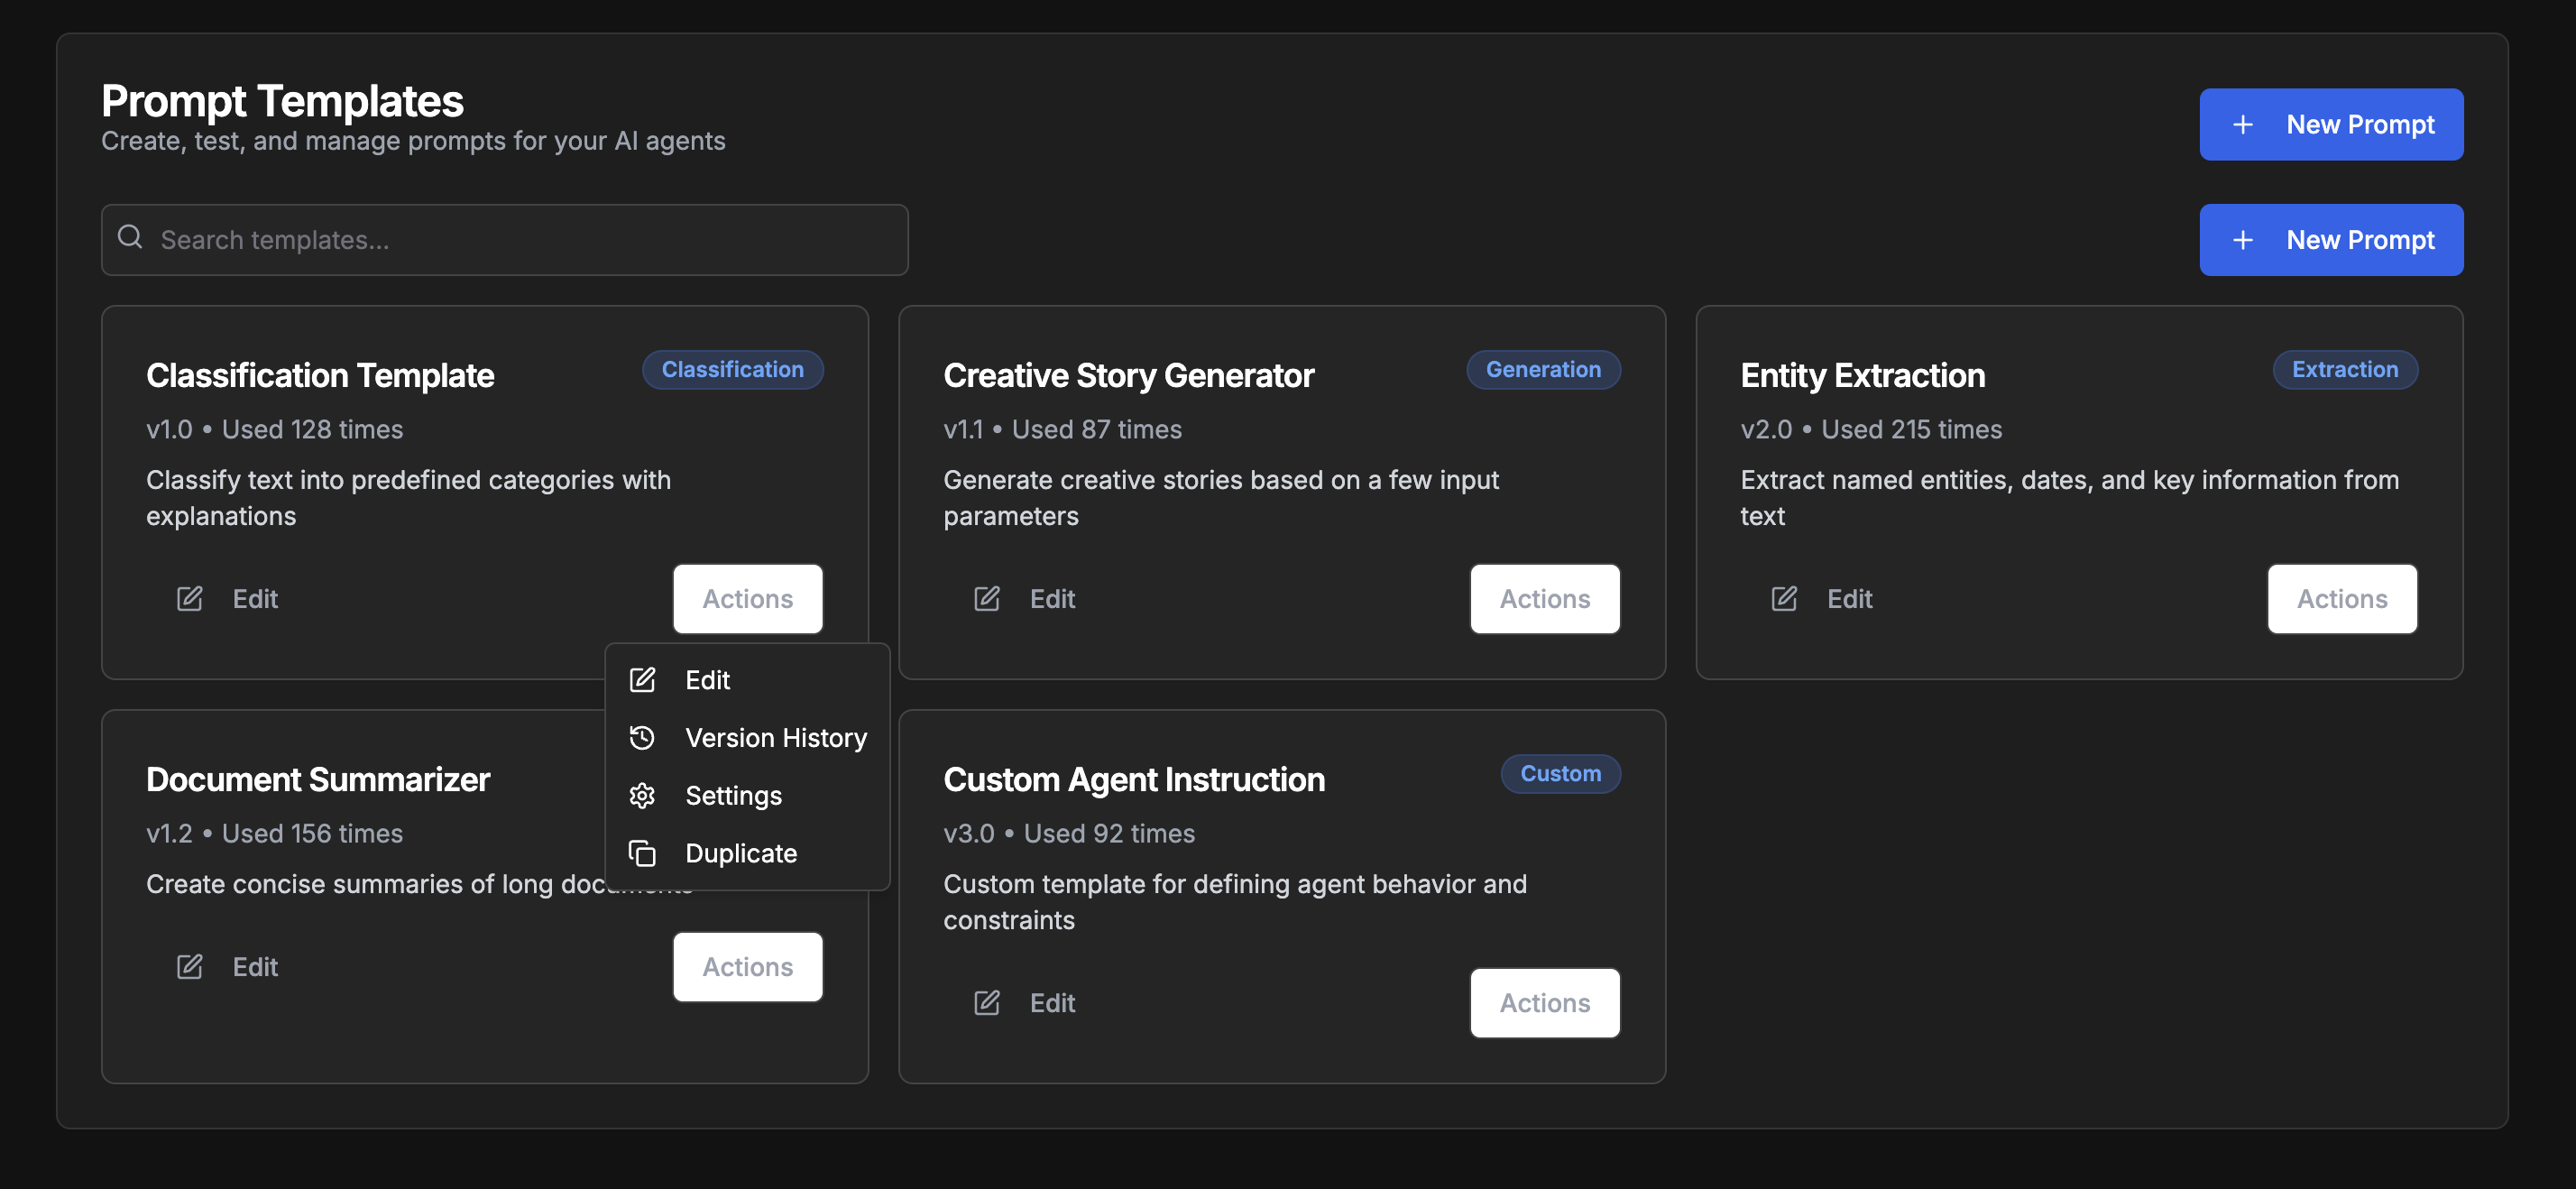 Prompt Templates
Create, test, and manage prompts for your AI agents
New Prompt
Search templates...
New Prompt
Classification Template
Classification
v1.0 • Used 128 times
Classify text into predefined categories with
explanations
Edit
Actions
Creative Story Generator
Generation
v1.1 • Used 87 times
Generate creative stories based on a few input
parameters
Edit
Actions
Entity Extraction
Extraction
v2.0 • Used 215 times
Extract named entities, dates, and key information from
text
Edit
Actions
Edit
Version History
Settings
Duplicate
Document Summarizer
v1.2 • Used 156 times
Create concise summaries of long documents
Edit
Actions
Custom Agent Instruction
Custom
v3.0 • Used 92 times
Custom template for defining agent behavior and
constraints
Edit
Actions